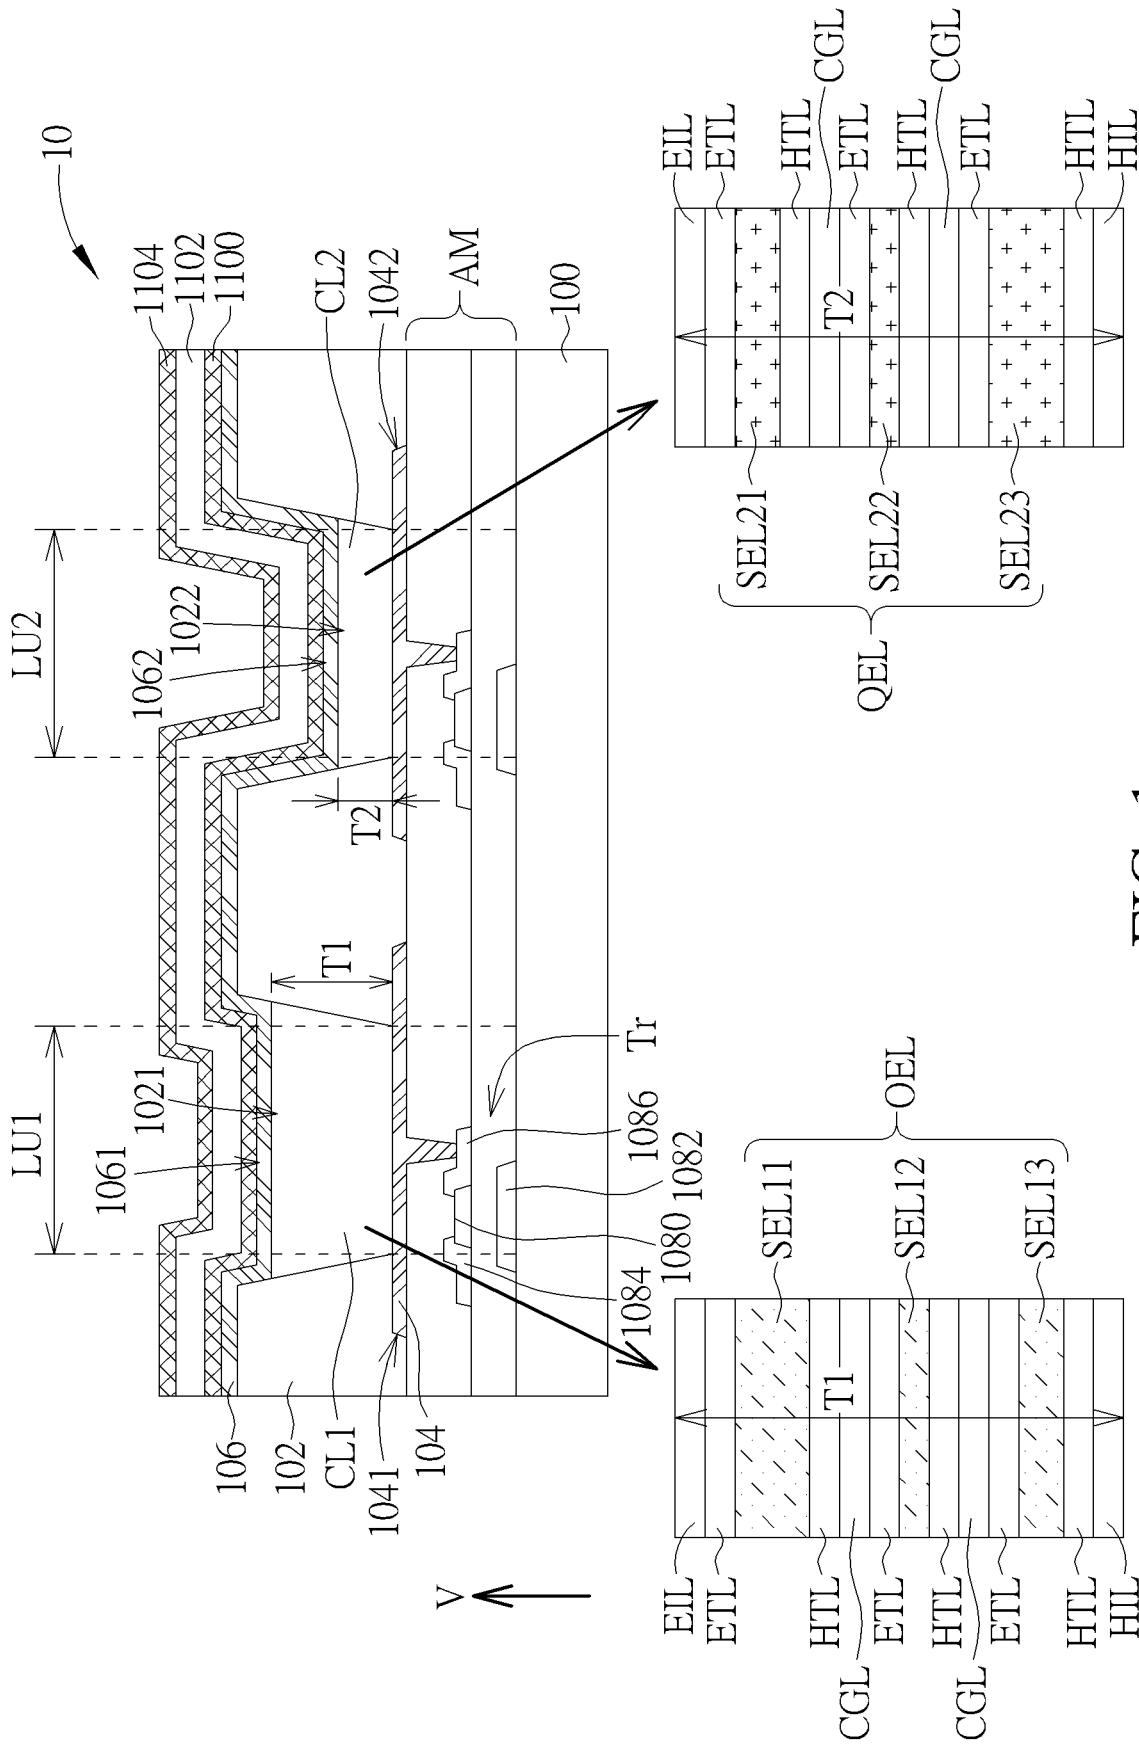 10
LU1
LU2
1061
1021
1062
1022
1104
1102
1100
106
102
CL1
1041
104
T1
T2
CL2
1042
AM
100
V
1084
1080
1082
1086
Tr
EIL
ETL
HTL
CGL
ETL
HTL
CGL
ETL
HTL
HIL
T1
SEL11
SEL12
SEL13
OEL
QEL
SEL21
SEL22
SEL23
T2
EIL
ETL
HTL
CGL
ETL
HTL
CGL
ETL
HTL
HIL